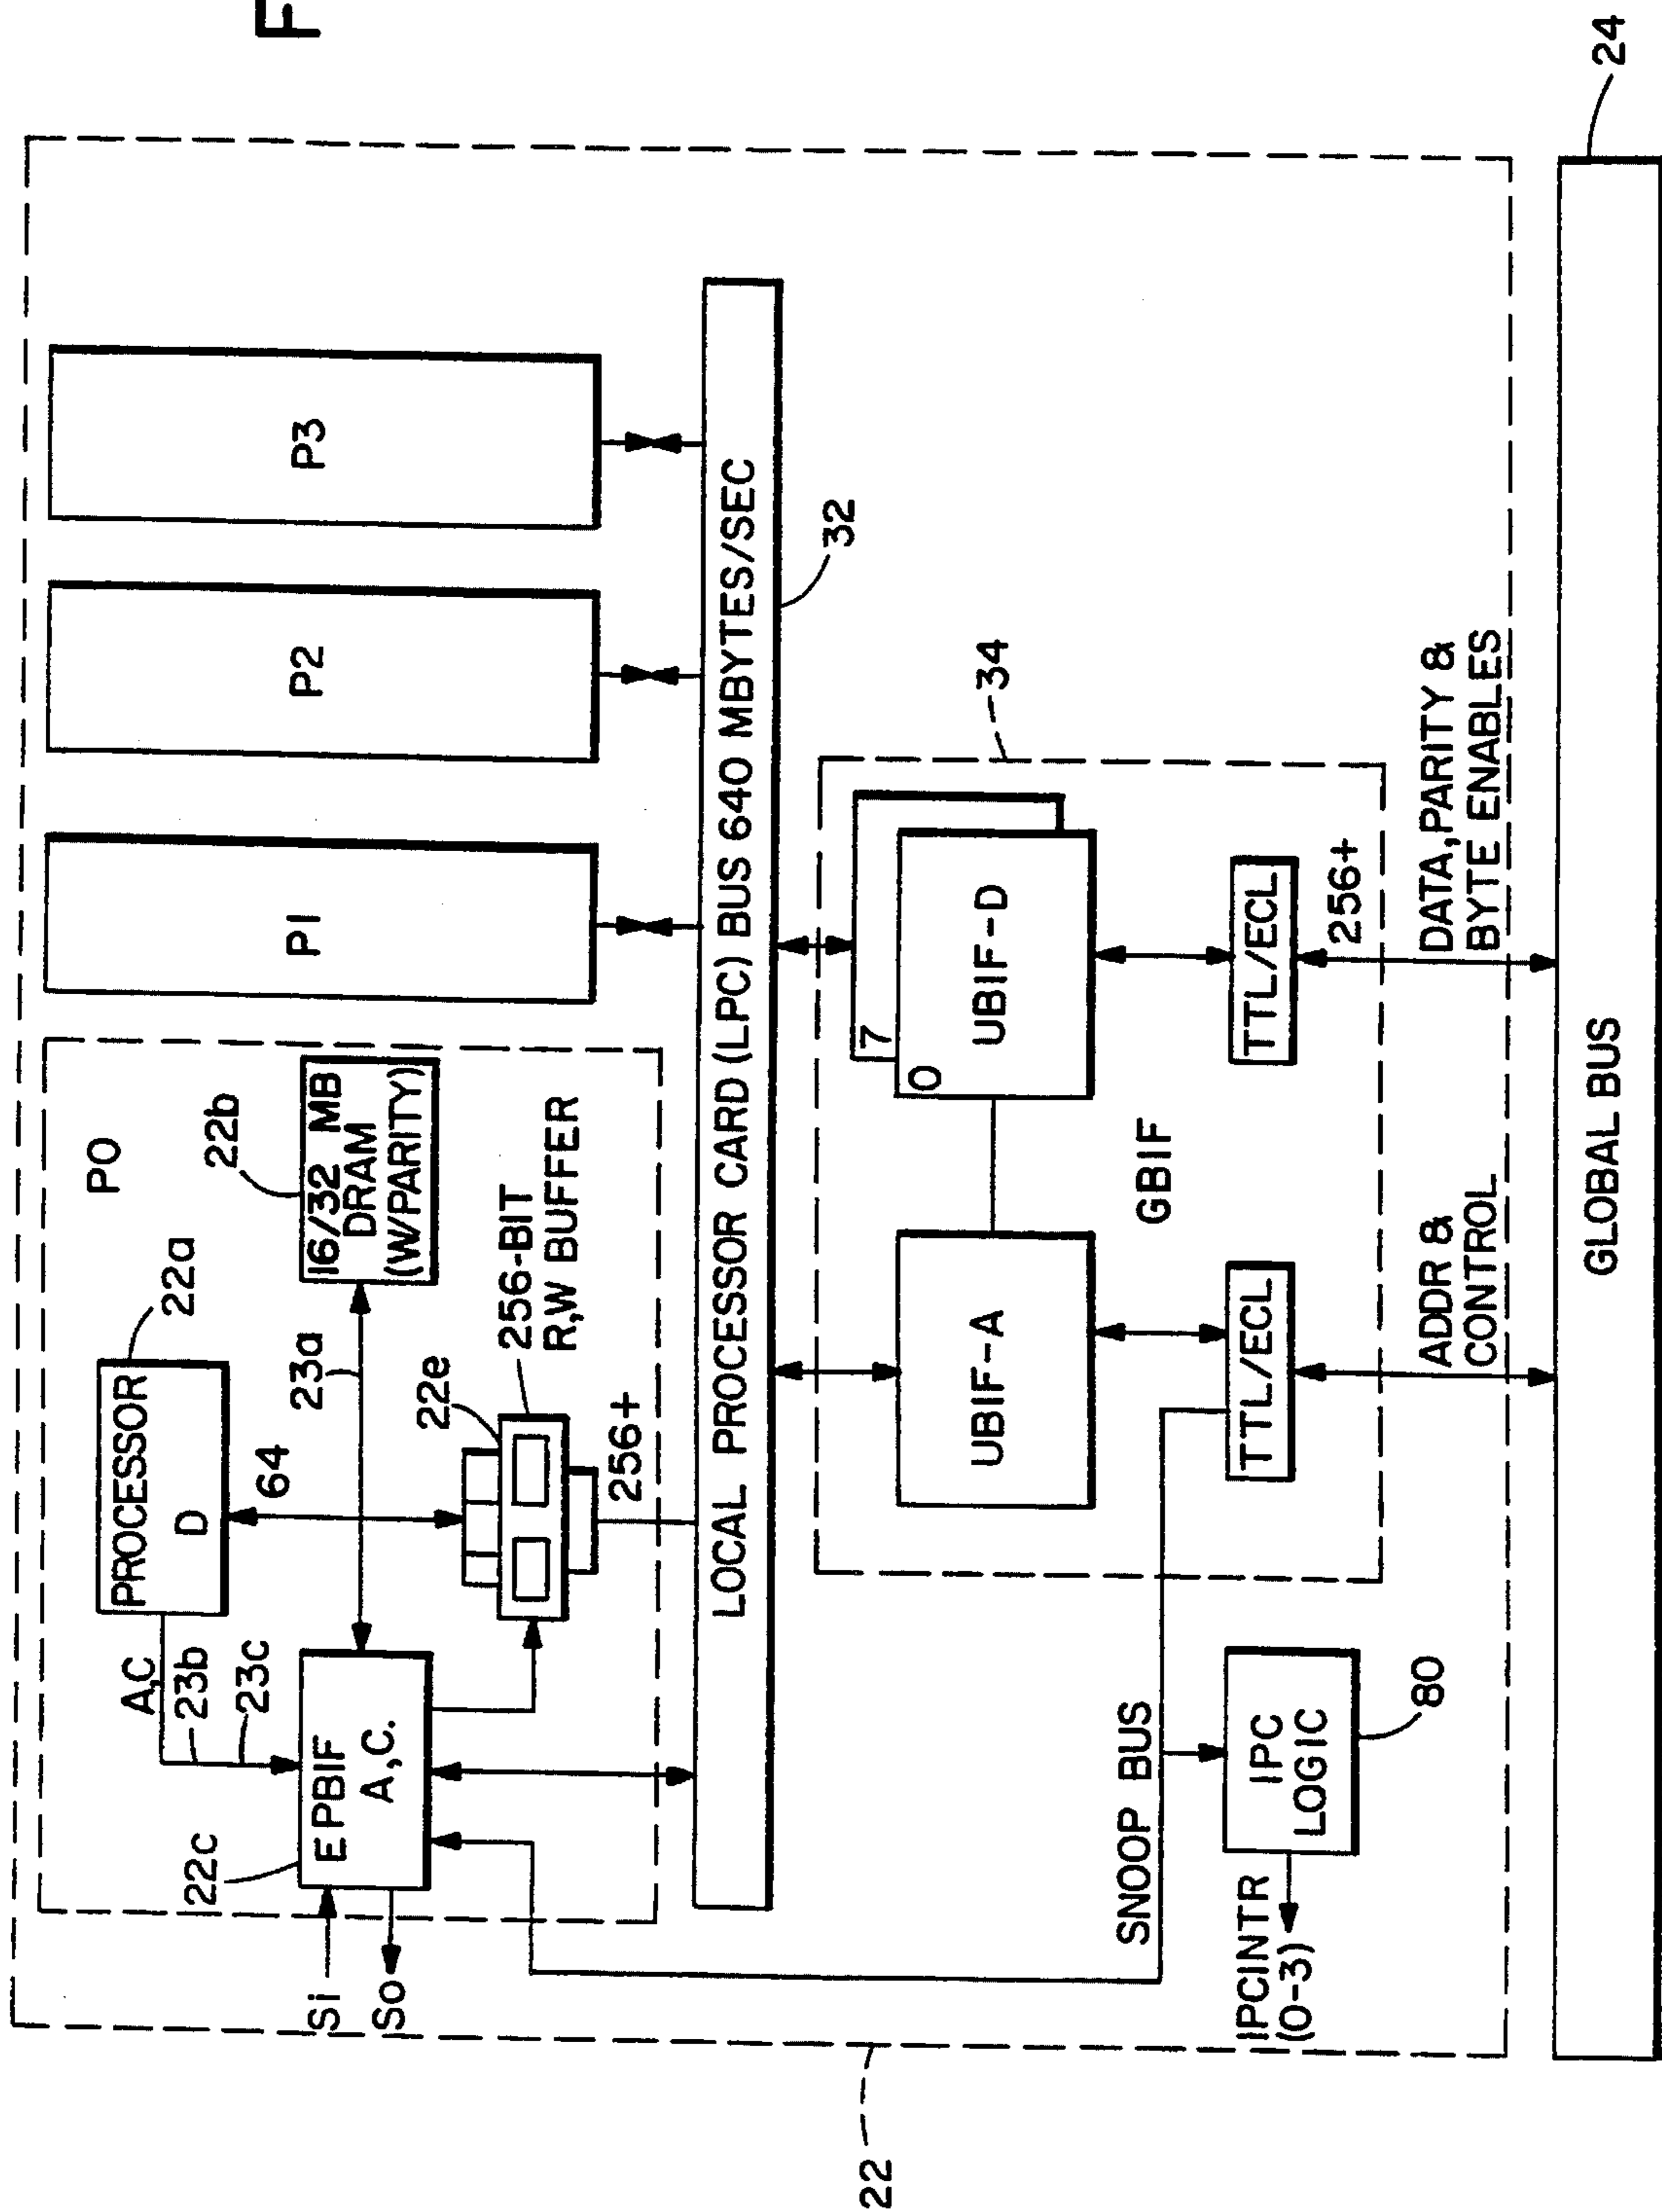 F
22
Si
So
22c
EPBIF
A,C.
A,C
23b
23c
PROCESSOR
D
22a
64
23a
22b
16/32 MB
DRAM
(W/PARITY)
P0
22e
256-BIT
R,W BUFFER
256+
P1
P2
P3
LOCAL PROCESSOR CARD (LPC) BUS 640 MBYTES/SEC
32
34
UBIF-A
7
0
UBIF-D
GBIF
TTL/ECL
TTL/ECL
256+
SNOOP BUS
IPC
LOGIC
80
IPCINTR
(0-3)
ADDR &
CONTROL
DATA,PARITY &
BYTE ENABLES
GLOBAL BUS
24